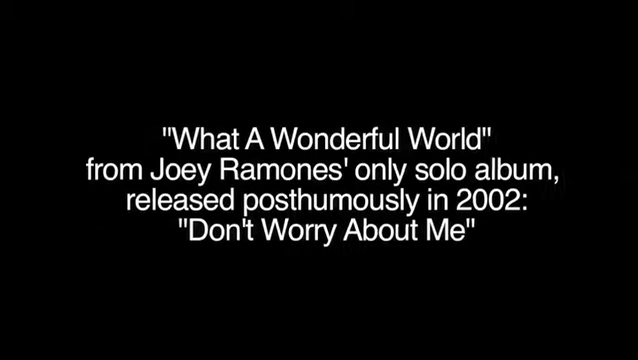 "What A Wonderful World"
from Joey Ramones' only solo album,
released posthumously in 2002:
"Don't Worry About Me"